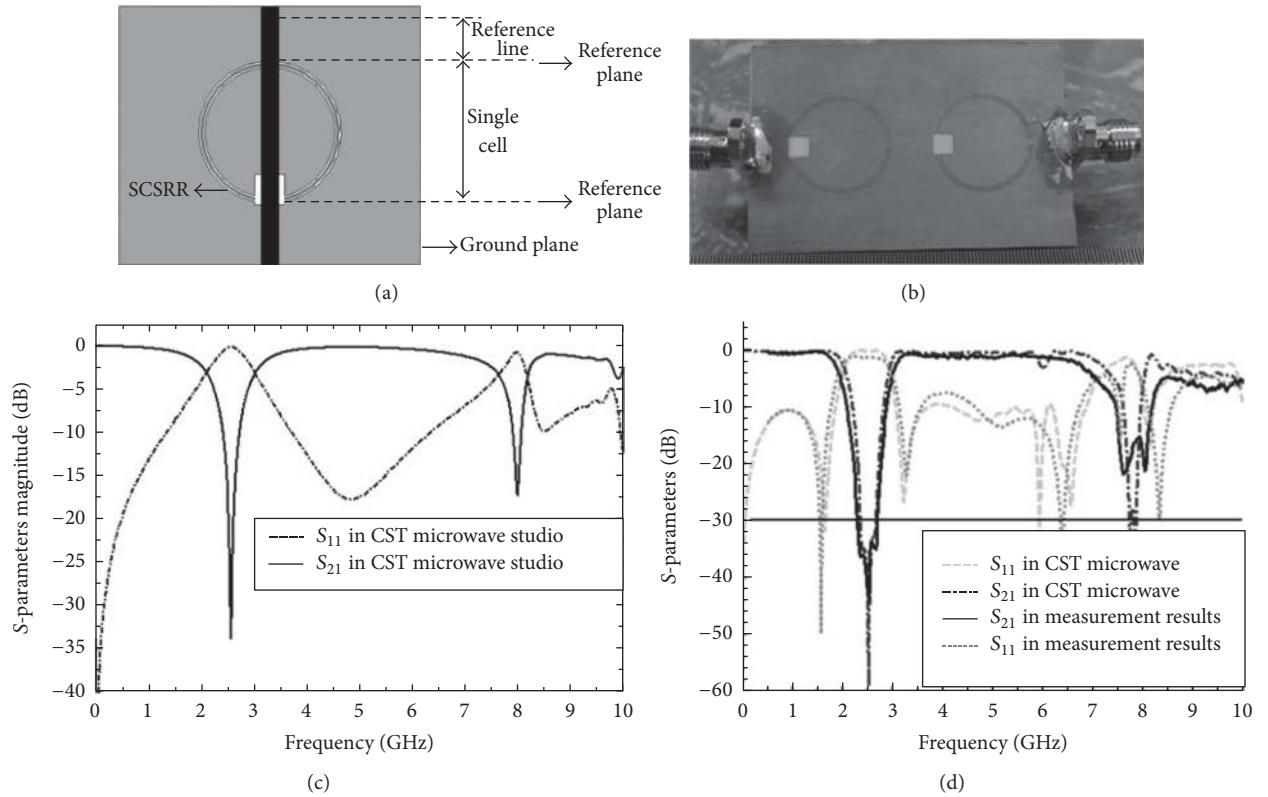 Reference
line
Reference
plane
Single
cell
SCSRR
Reference
plane
Ground plane
(a)
(b)
S-parameters magnitude (dB)
0
−5
−10
−15
−20
−25
−30
−35
−40
S11 in CST microwave studio
S21 in CST microwave studio
0 1 2 3 4 5 6 7 8 9 10
Frequency (GHz)
(c)
S-parameters (dB)
0
−10
−20
−30
−40
−50
−60
S11 in CST microwave
S21 in CST microwave
S21 in measurement results
S11 in measurement results
0 1 2 3 4 5 6 7 8 9 10
Frequency (GHz)
(d)